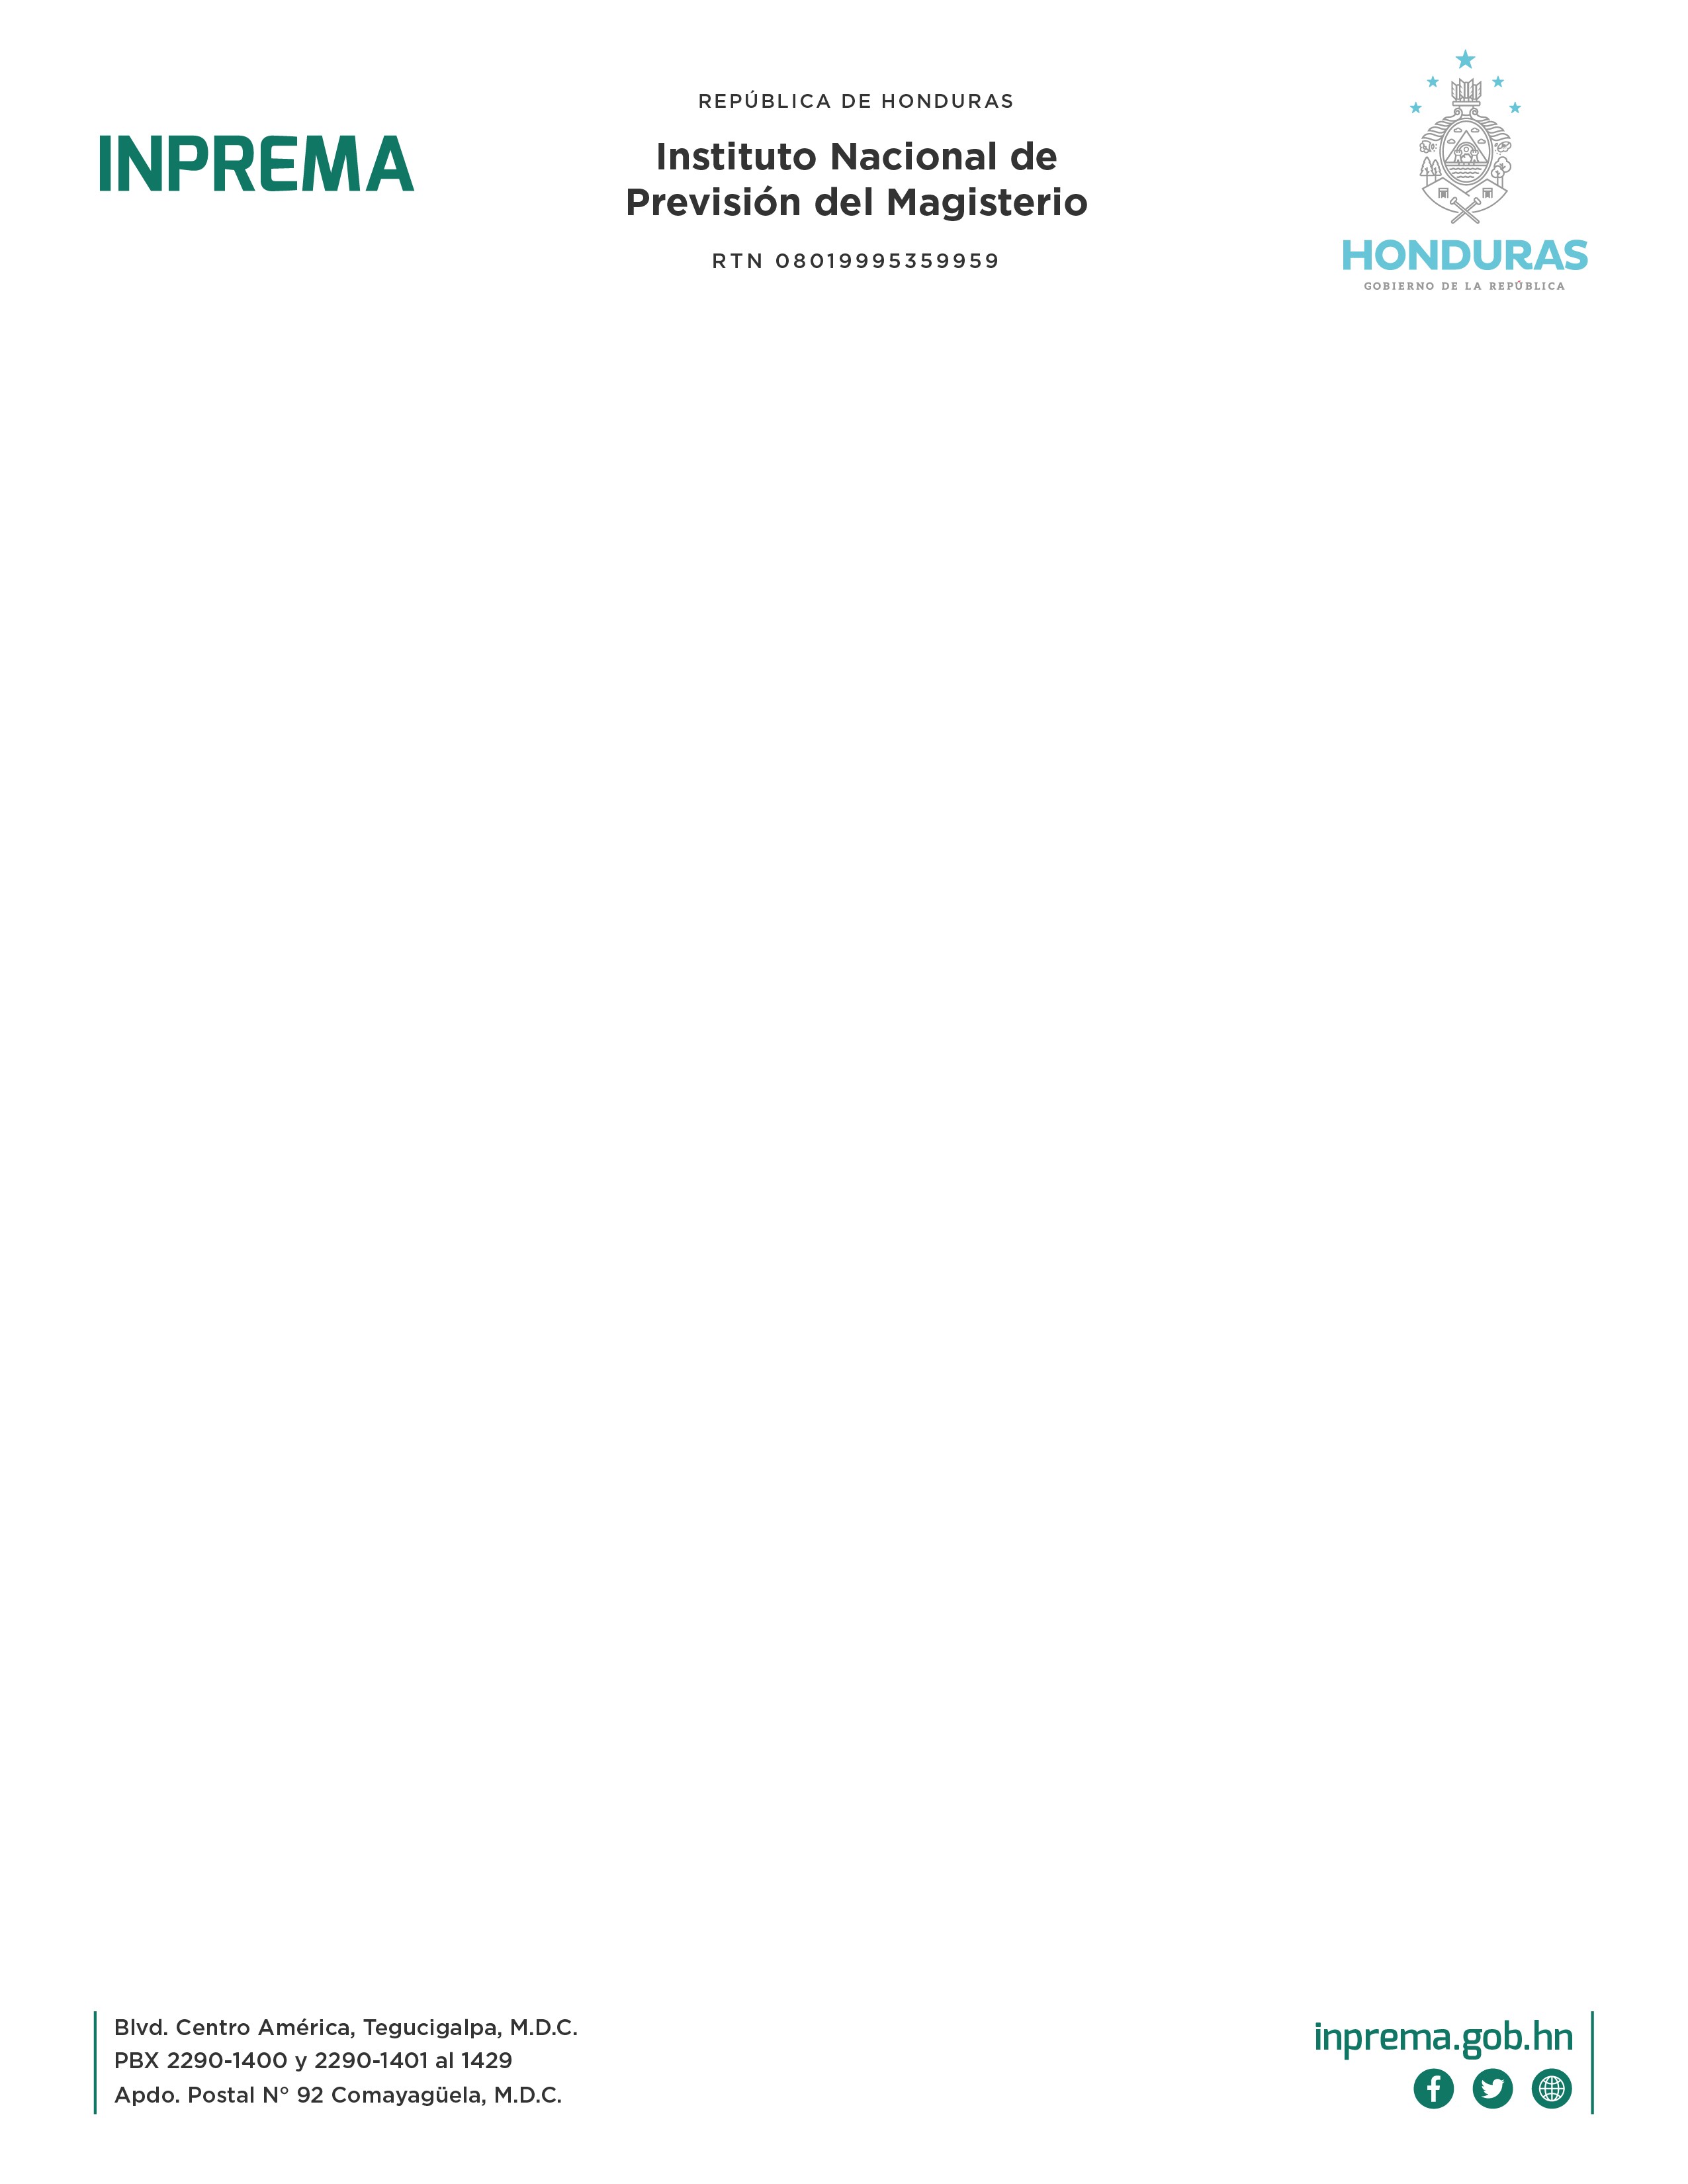 INPREMA
REPÚBLICA DE HONDURAS
Instituto Nacional de
Previsión del Magisterio
RTN 08019995359959
HONDURAS
GOBIERNO DE LA REPÚBLICA
Blvd. Centro América, Tegucigalpa, M.D.C.
PBX 2290-1400 y 2290-1401 al 1429
Apdo. Postal N° 92 Comayagüela, M.D.C.
inprema.gob.hn